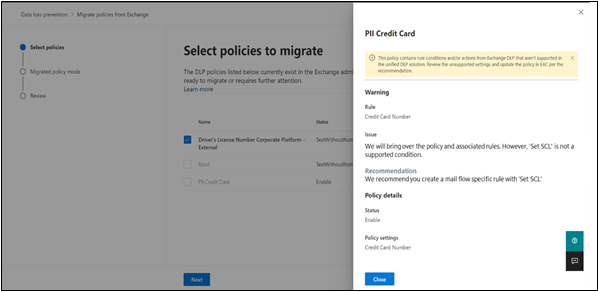 Data loss prevention > Migrate policies from Exchange
Select policies
Migrated policy mode
Review
Select policies to migrate
The DLP policies listed below currently exist in the Exchange admi
ready to migrate or requires further attention.
Learn more
Name Status
Driver's License Number Corporate Platform – TestWithoutNoti
External
TestWithoutNoti
PII Credit Card Enable
Next
PII Credit Card
This policy contains rule conditions and/or actions from Exchange DLP that aren't supported in
the unified DLP solution. Review the unsupported settings and update the policy in EAC per the
recommendation.
Warning
Rule
Credit Card Number
Issue
We will bring over the policy and associated rules. However, 'Set SCL' is not a
supported condition.
Recommendation
We recommend you create a mail flow specific rule with 'Set SCL'
Policy details
Status
Enable
Policy settings
Credit Card Number
Close